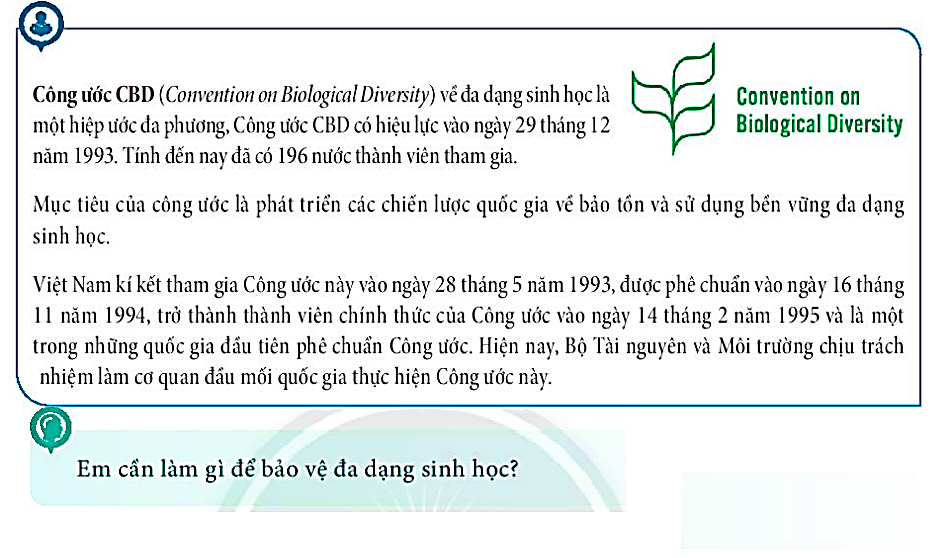 Công ước CBD (Convention on Biological Diversity) về đa dạng sinh học là
một hiệp ước đa phương, Công ước CBD có hiệu lực vào ngày 29 tháng 12
năm 1993. Tính đến nay đã có 196 nước thành viên tham gia.
Convention on
Biological Diversity
Mục tiêu của công ước là phát triển các chiến lược quốc gia về bảo tồn và sử dụng bền vững đa dạng
sinh học.
Việt Nam kí kết tham gia Công ước này vào ngày 28 tháng 5 năm 1993, được phê chuẩn vào ngày 16 tháng
11 năm 1994, trở thành thành viên chính thức của Công ước vào ngày 14 tháng 2 năm 1995 và là một
trong những quốc gia đầu tiên phê chuẩn Công ước. Hiện nay, Bộ Tài nguyên và Môi trường chịu trách
nhiệm làm cơ quan đầu mối quốc gia thực hiện Công ước này.
Em cần làm gì để bảo vệ đa dạng sinh học?